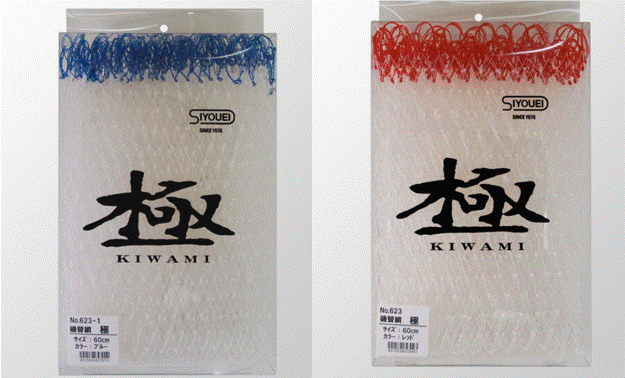 SIYOUEI
SINCE 1976
極
KIWAMI
No.623-1
磯替網 極
サイズ : 60cm
カラー : ブルー
SIYOUEI
SINCE 1976
極
KIWAMI
No.623
磯替網 極
サイズ : 60cm
カラー : レッド